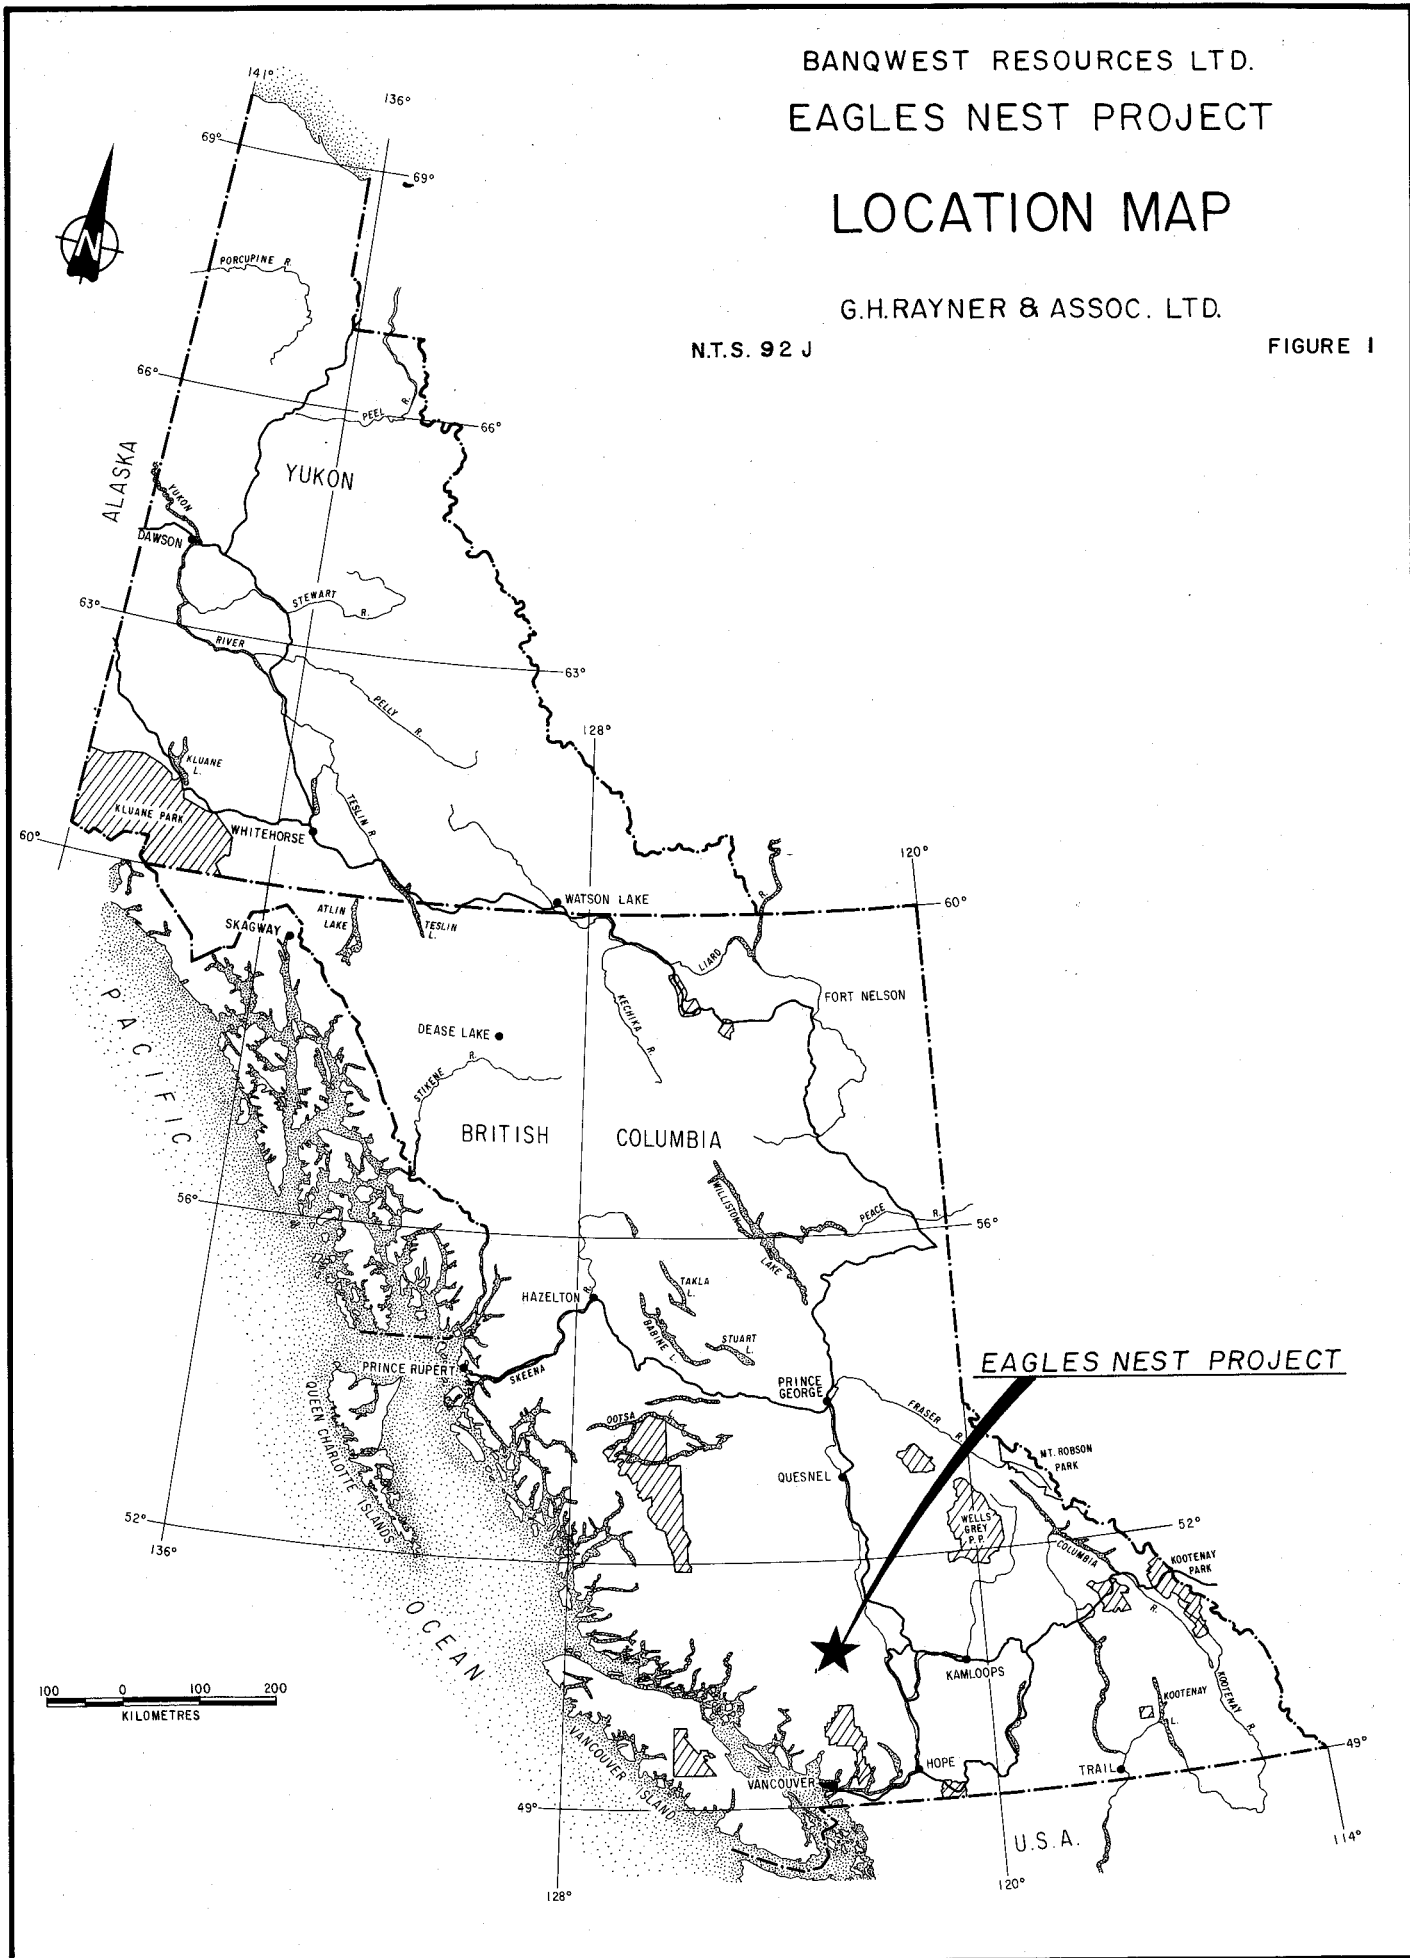 BANQWEST RESOURCES LTD.
EAGLES NEST PROJECT
LOCATION MAP
G.H.RAYNER & ASSOC. LTD.
N.T.S. 92 J
FIGURE 1
141°
136°
69°
69°
N
PORCUPINE R.
66°
PEEL R.
66°
ALASKA
YUKON
YUKON
DAWSON
STEWART R.
63°
RIVER
63°
PELLY R.
128°
KLUANE
L.
KLUANE PARK
TESLIN R.
WHITEHORSE
60°
120°
WATSON LAKE
60°
ATLIN
LAKE
TESLIN
L.
SKAGWAY
LIARD R.
FORT NELSON
KECHIKA R.
DEASE LAKE
STIKENE R.
PACIFIC
BRITISH COLUMBIA
56°
WILLISTON
LAKE
PEACE R.
56°
TAKLA
L.
HAZELTON
R.
BABINE L.
STUART
L.
SKEENA
PRINCE RUPERT
EAGLES NEST PROJECT
PRINCE
GEORGE
QUEEN CHARLOTTE ISLANDS
OOTSA
FRASER R.
MT. ROBSON
PARK
QUESNEL
WELLS
GREY
P.P.
52°
52°
136°
COLUMBIA
R.
KOOTENAY
PARK
OCEAN
KAMLOOPS
KOOTENAY
L.
KOOTENAY R.
100 0 100 200
KILOMETRES
VANCOUVER ISLAND
VANCOUVER
HOPE
TRAIL
49°
49°
U.S.A.
114°
128°
120°